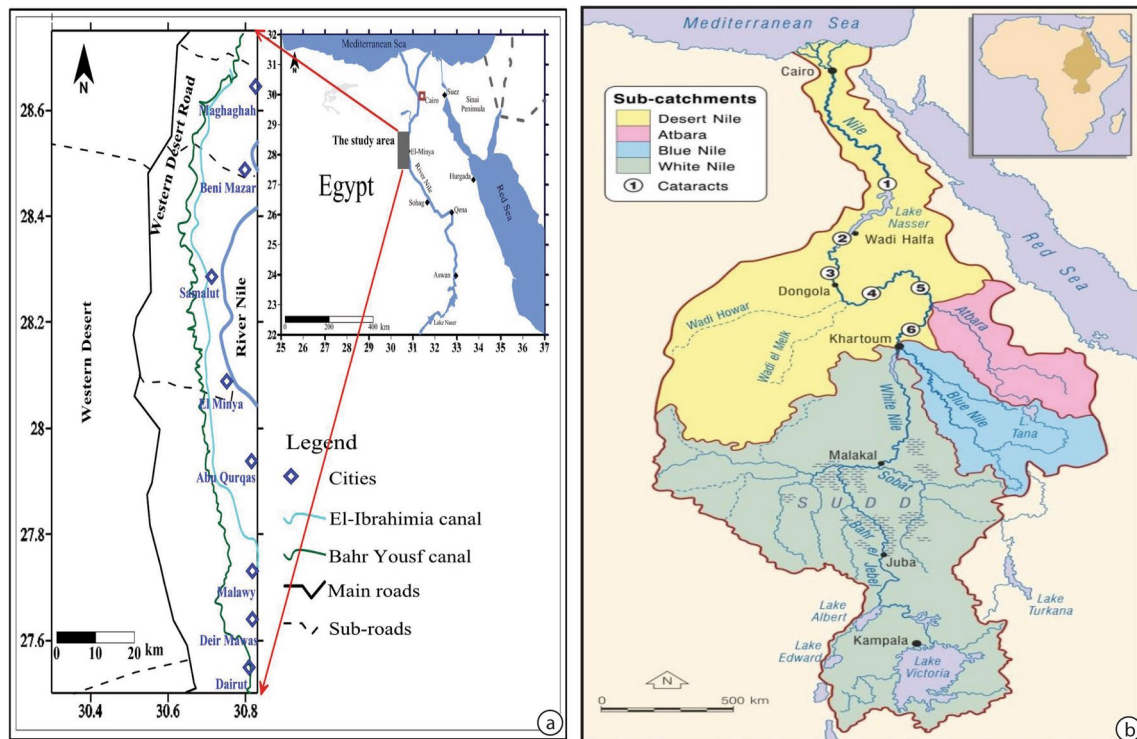 28.6
28.4
28.2
28
27.8
27.6
30.4
30.6
30.8
N
Western Desert Road
Western Desert
River Nile
Maghaghah
Beni Mazar
Samalut
El Minya
Abu Qurqas
Malawy
Deir Mawas
Dairut
0 10 20 km
32
31
30
29
28
27
26
25
24
23
22
25 26 27 28 29 30 31 32 33 34 35 36 37
Mediterranean Sea
N
Cairo
Suez
Sinai
Peninsula
The study area
El-Minya
Egypt
River Nile
Hurgada
Sohag
Qena
Red Sea
Aswan
Lake Naser
0 200 400 km
Legend
Cities
El-Ibrahimia canal
Bahr Yousf canal
Main roads
Sub-roads
a
Mediterranean Sea
Cairo
Sub-catchments
Desert Nile
Atbara
Blue Nile
White Nile
1 Cataracts
Nile
1
Lake
Nasser
2
Wadi Halfa
3
Dongola
4
5
6
Red Sea
Wadi Howar
Wadi el Melk
Atbara
Khartoum
White Nile
Blue Nile
L.
Tana
Malakal
Sobat
SUDD
Bahr el
Jebel
Juba
Lake
Albert
Lake
Turkana
Lake
Edward
Kampala
Lake
Victoria
N
0 500 km
b